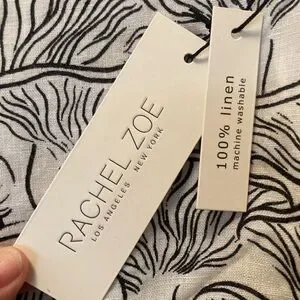 RACHEL ZOE
LOS ANGELES NEW YORK
100% linen
machine washable